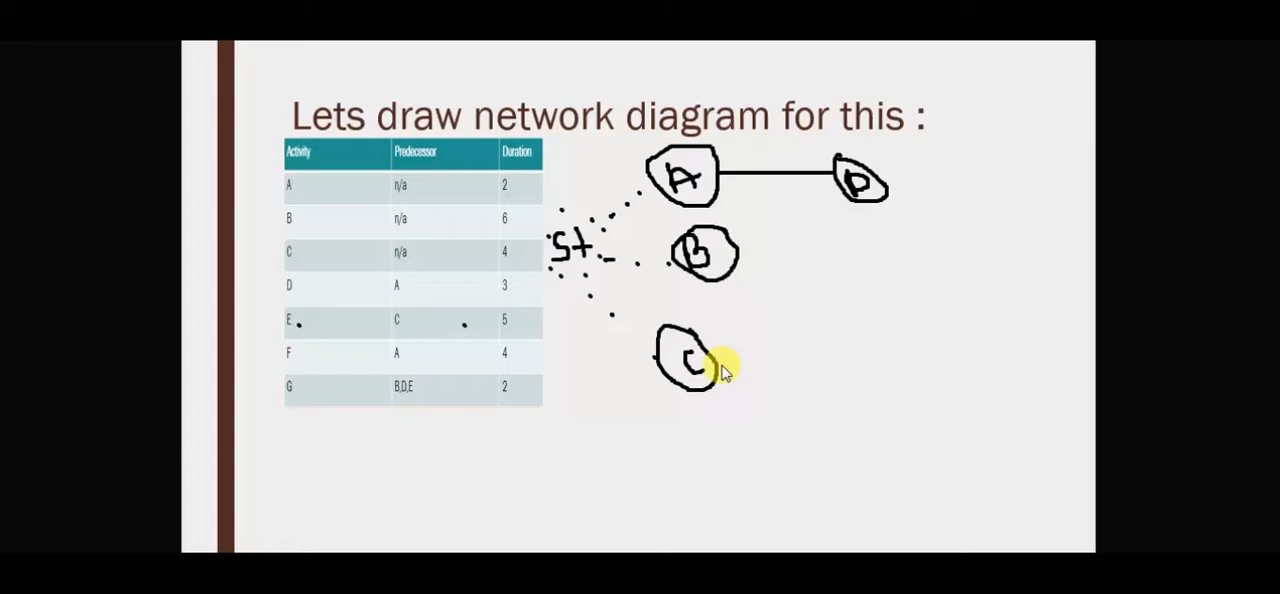 Lets draw network diagram for this :
Activity Predecessor Duration
A n/a 2
B n/a 6
C n/a 4
D A 3
E C 5
F A 4
G B,D,E 2
St
A
D
B
C